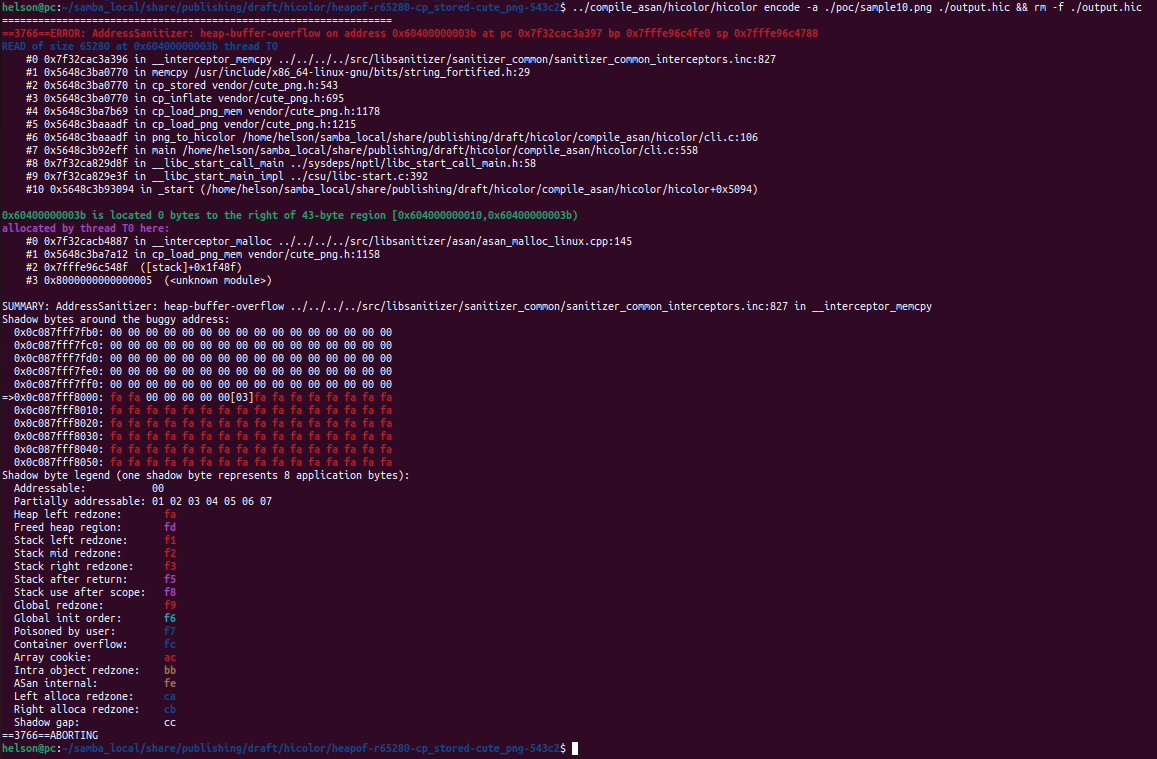 helson@pc:~/samba_local/share/publishing/draft/hicolor/heapof-r65280-cp_stored-cute_png-543c2$ ../compile_asan/hicolor/hicolor encode -a ./poc/sample10.png ./output.hic && rm -f ./output.hic
=================================================================
==3766==ERROR: AddressSanitizer: heap-buffer-overflow on address 0x60400000003b at pc 0x7f32cac3a397 bp 0x7fffe96c4fe0 sp 0x7fffe96c4788
READ of size 65280 at 0x60400000003b thread T0
    #0 0x7f32cac3a396 in __interceptor_memcpy ../../../../src/libsanitizer/sanitizer_common/sanitizer_common_interceptors.inc:827
    #1 0x5648c3ba0770 in memcpy /usr/include/x86_64-linux-gnu/bits/string_fortified.h:29
    #2 0x5648c3ba0770 in cp_stored vendor/cute_png.h:543
    #3 0x5648c3ba0770 in cp_inflate vendor/cute_png.h:695
    #4 0x5648c3ba7b69 in cp_load_png_mem vendor/cute_png.h:1178
    #5 0x5648c3baaadf in cp_load_png vendor/cute_png.h:1215
    #6 0x5648c3baaadf in png_to_hicolor /home/helson/samba_local/share/publishing/draft/hicolor/compile_asan/hicolor/cli.c:106
    #7 0x5648c3b92eff in main /home/helson/samba_local/share/publishing/draft/hicolor/compile_asan/hicolor/cli.c:558
    #8 0x7f32ca829d8f in __libc_start_call_main ../sysdeps/nptl/libc_start_call_main.h:58
    #9 0x7f32ca829e3f in __libc_start_main_impl ../csu/libc-start.c:392
    #10 0x5648c3b93094 in _start (/home/helson/samba_local/share/publishing/draft/hicolor/compile_asan/hicolor/hicolor+0x5094)
0x60400000003b is located 0 bytes to the right of 43-byte region [0x604000000010,0x60400000003b)
allocated by thread T0 here:
    #0 0x7f32cacb4887 in __interceptor_malloc ../../../../src/libsanitizer/asan/asan_malloc_linux.cpp:145
    #1 0x5648c3ba7a12 in cp_load_png_mem vendor/cute_png.h:1158
    #2 0x7fffe96c548f  ([stack]+0x1f48f)
    #3 0x8000000000000005  (<unknown module>)
SUMMARY: AddressSanitizer: heap-buffer-overflow ../../../../src/libsanitizer/sanitizer_common/sanitizer_common_interceptors.inc:827 in __interceptor_memcpy
Shadow bytes around the buggy address:
  0x0c087fff7fb0: 00 00 00 00 00 00 00 00 00 00 00 00 00 00 00 00
  0x0c087fff7fc0: 00 00 00 00 00 00 00 00 00 00 00 00 00 00 00 00
  0x0c087fff7fd0: 00 00 00 00 00 00 00 00 00 00 00 00 00 00 00 00
  0x0c087fff7fe0: 00 00 00 00 00 00 00 00 00 00 00 00 00 00 00 00
  0x0c087fff7ff0: 00 00 00 00 00 00 00 00 00 00 00 00 00 00 00 00
=>0x0c087fff8000: fa fa 00 00 00 00 00[03]fa fa fa fa fa fa fa fa
  0x0c087fff8010: fa fa fa fa fa fa fa fa fa fa fa fa fa fa fa fa
  0x0c087fff8020: fa fa fa fa fa fa fa fa fa fa fa fa fa fa fa fa
  0x0c087fff8030: fa fa fa fa fa fa fa fa fa fa fa fa fa fa fa fa
  0x0c087fff8040: fa fa fa fa fa fa fa fa fa fa fa fa fa fa fa fa
  0x0c087fff8050: fa fa fa fa fa fa fa fa fa fa fa fa fa fa fa fa
Shadow byte legend (one shadow byte represents 8 application bytes):
  Addressable:           00
  Partially addressable: 01 02 03 04 05 06 07
  Heap left redzone:       fa
  Freed heap region:       fd
  Stack left redzone:      f1
  Stack mid redzone:       f2
  Stack right redzone:     f3
  Stack after return:      f5
  Stack use after scope:   f8
  Global redzone:          f9
  Global init order:       f6
  Poisoned by user:        f7
  Container overflow:      fc
  Array cookie:            ac
  Intra object redzone:    bb
  ASan internal:           fe
  Left alloca redzone:     ca
  Right alloca redzone:    cb
  Shadow gap:              cc
==3766==ABORTING
helson@pc:~/samba_local/share/publishing/draft/hicolor/heapof-r65280-cp_stored-cute_png-543c2$